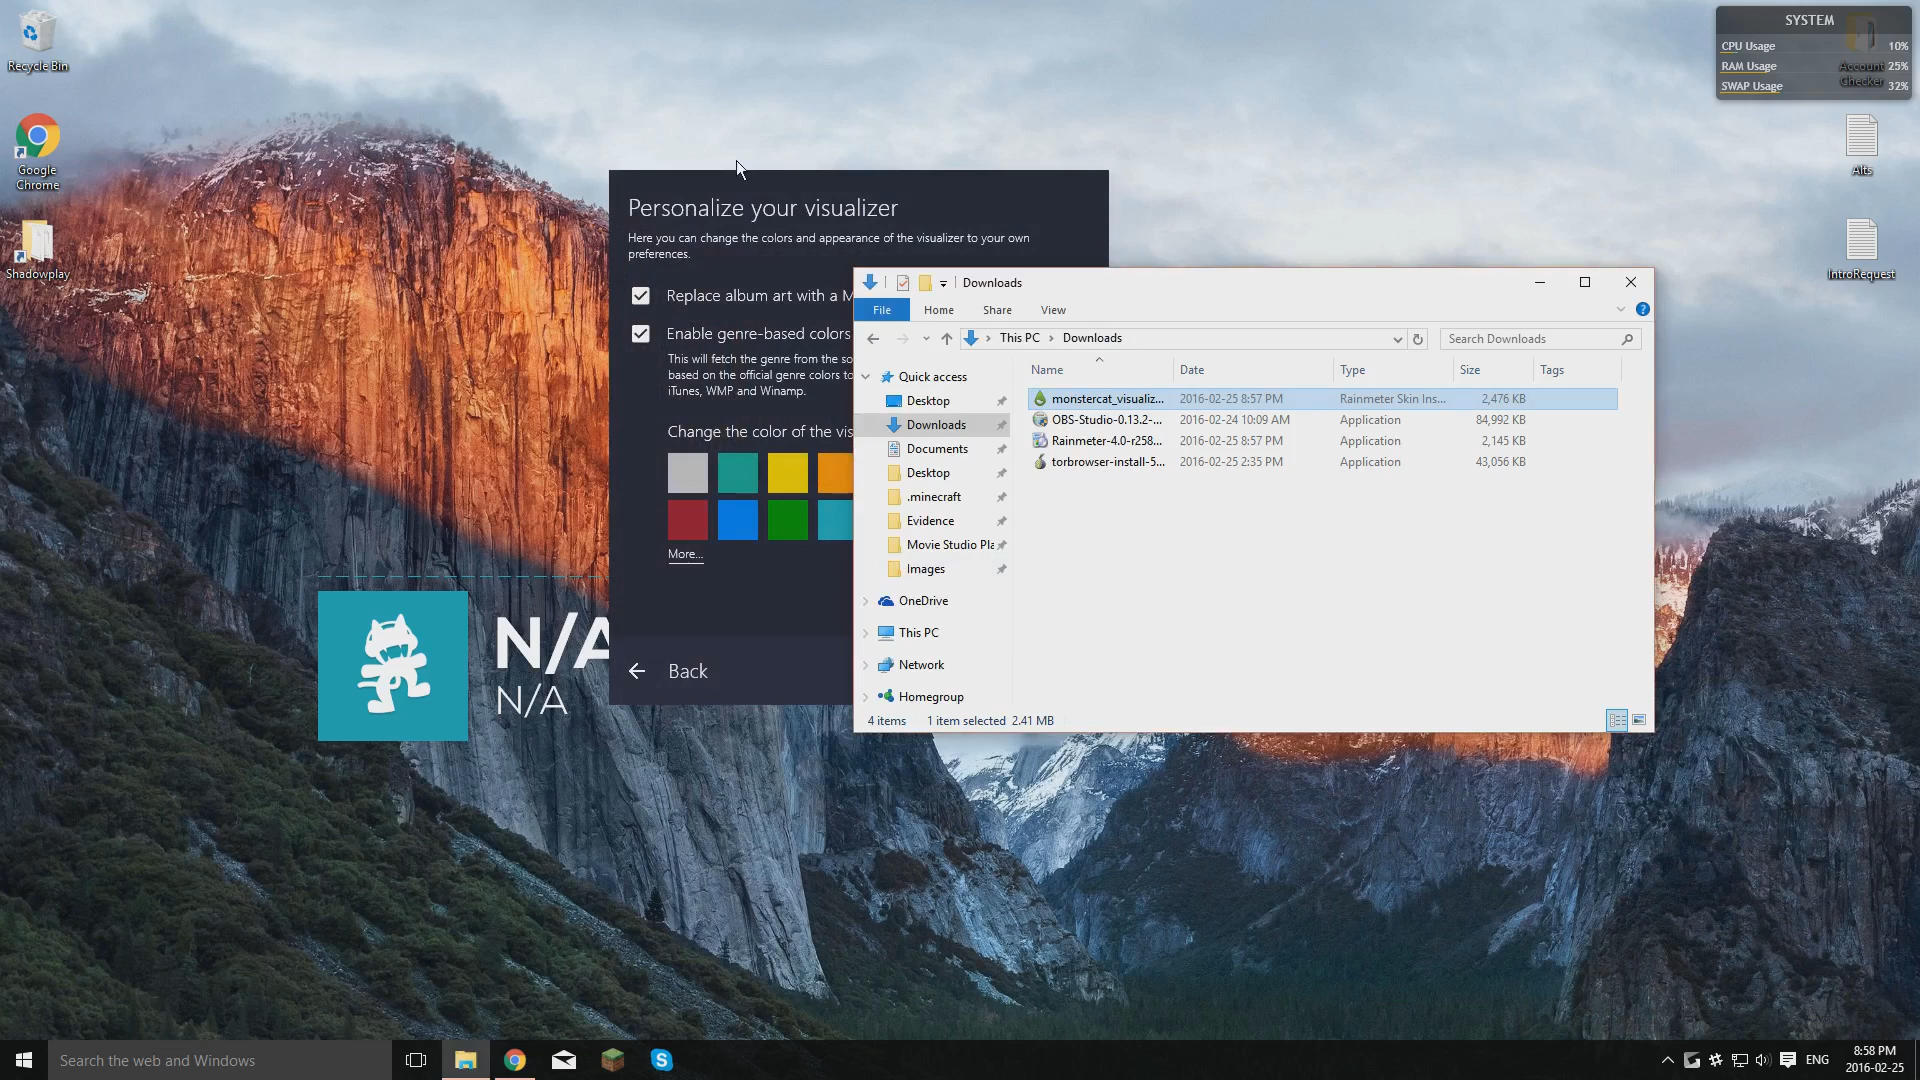 Recycle Bin
Google
Chrome
Shadowplay
SYSTEM
CPU Usage 10%
RAM Usage 25%
SWAP Usage 32%
Account
Checker
Alts
IntroRequest
Personalize your visualizer
Here you can change the colors and appearance of the visualizer to your own
preferences.
Replace album art with a M
Enable genre-based colors
This will fetch the genre from the so
based on the official genre colors to
iTunes, WMP and Winamp.
Change the color of the vis
More...
Back
N/A
N/A
Downloads
File Home Share View
This PC Downloads
Search Downloads
Name Date Type Size Tags
Quick access
Desktop
Downloads
Documents
Desktop
.minecraft
Evidence
Movie Studio Pla
Images
OneDrive
This PC
Network
Homegroup
monstercat_visualiz... 2016-02-25 8:57 PM Rainmeter Skin Ins... 2,476 KB
OBS-Studio-0.13.2-... 2016-02-24 10:09 AM Application 84,992 KB
Rainmeter-4.0-r258... 2016-02-25 8:57 PM Application 2,145 KB
torbrowser-install-5... 2016-02-25 2:35 PM Application 43,056 KB
4 items 1 item selected 2.41 MB
Search the web and Windows
ENG
8:58 PM
2016-02-25